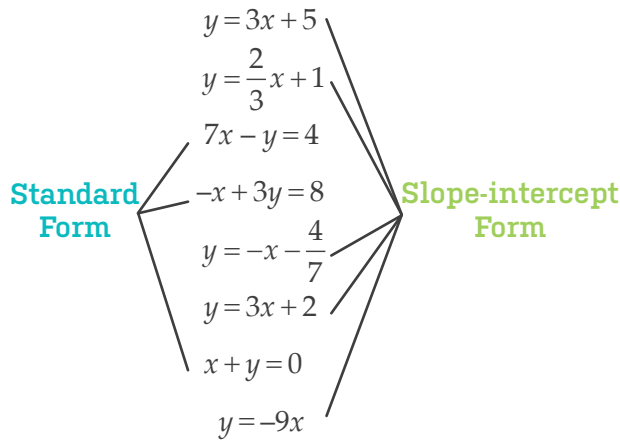 y = 3x + 5
y = 2/3 x + 1
7x − y = 4
Standard Form
−x + 3y = 8
Slope-intercept Form
y = −x − 4/7
y = 3x + 2
x + y = 0
y = −9x